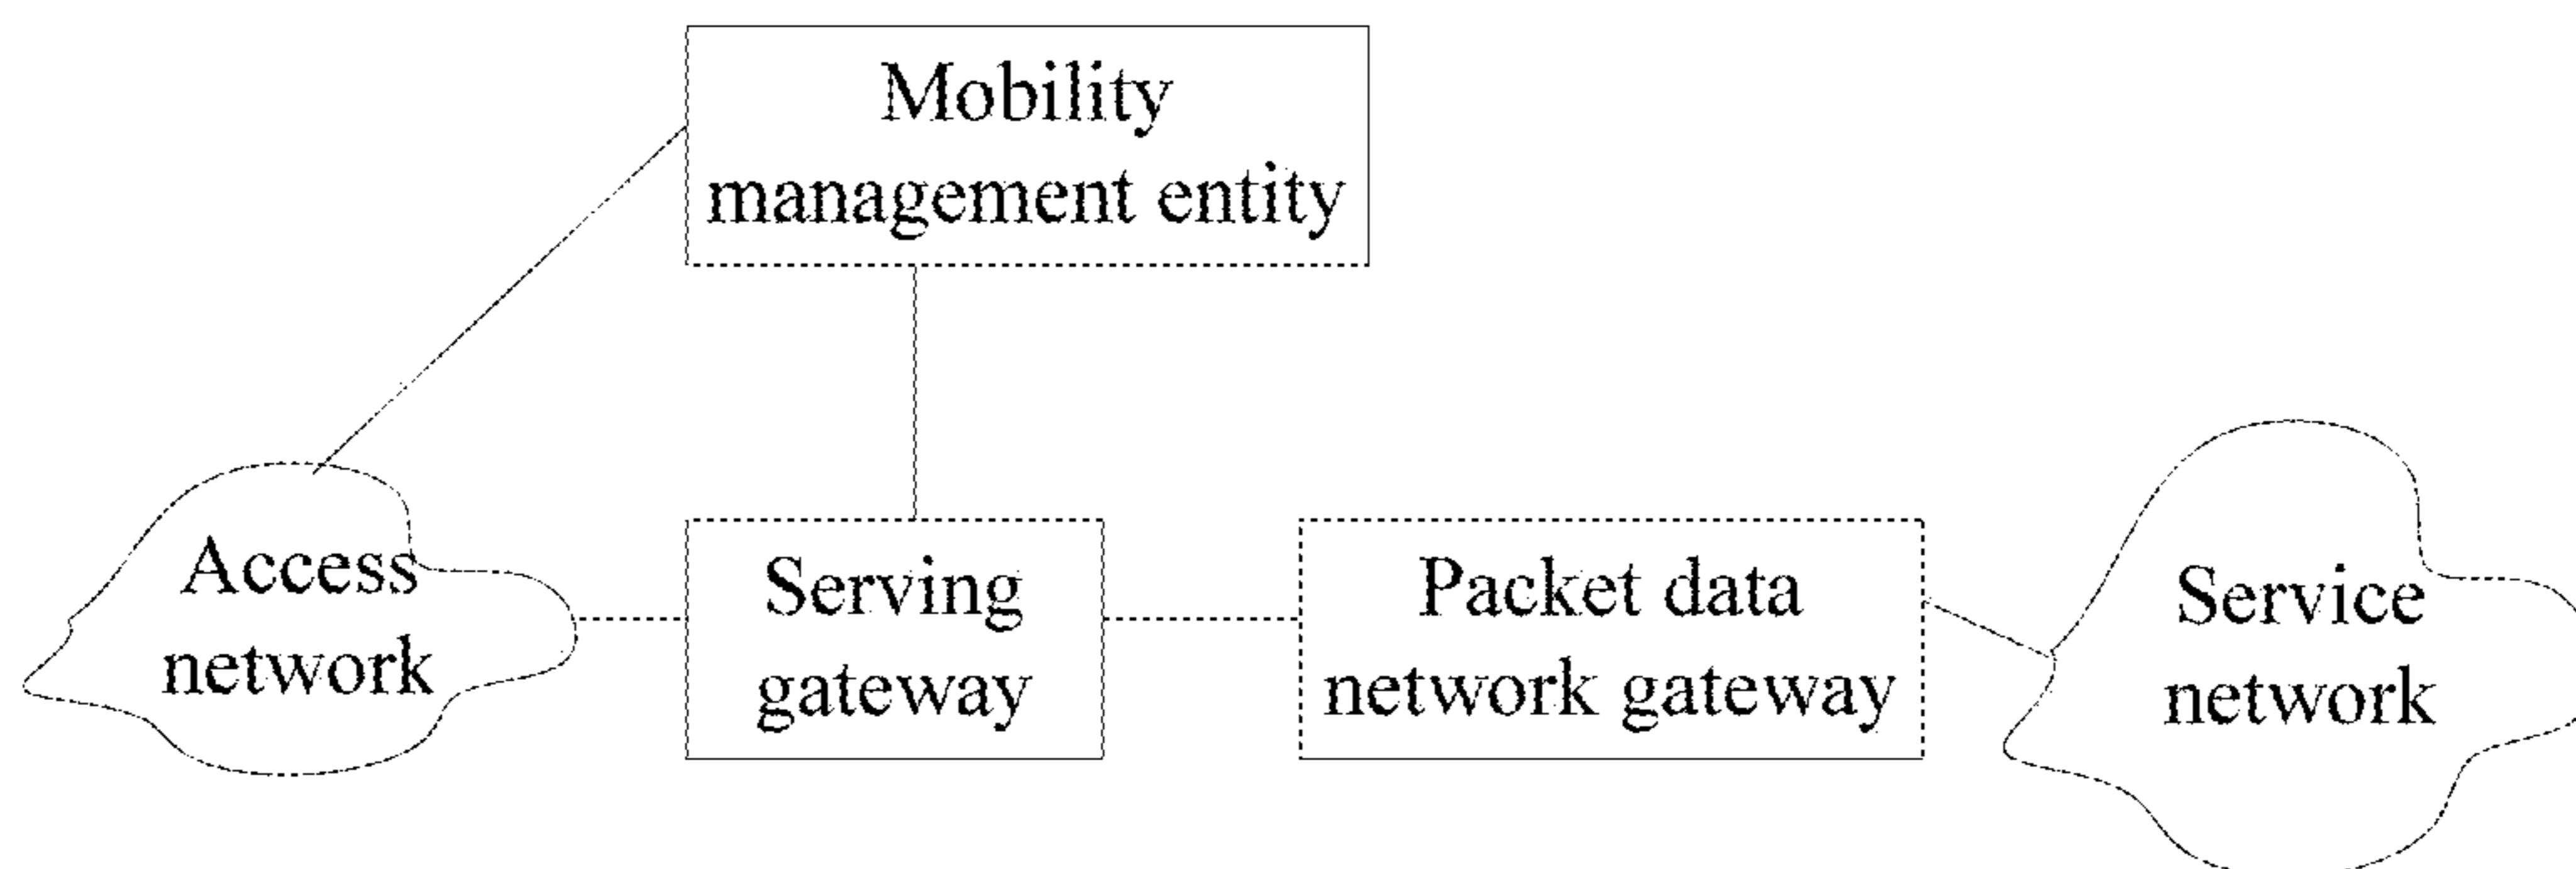 Mobility
management entity
Access
network
Serving
gateway
Packet data
network gateway
Service
network